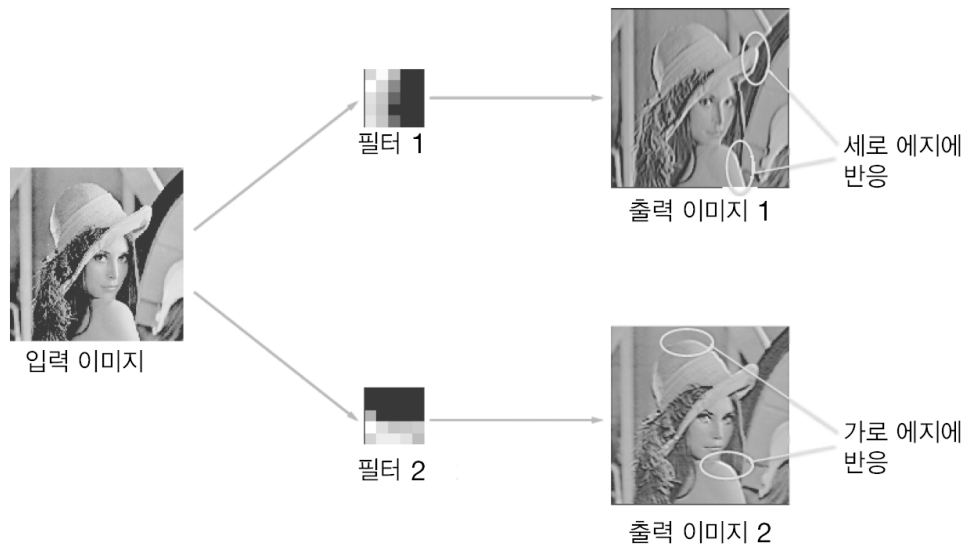 필터 1
세로 에지에
반응
출력 이미지 1
입력 이미지
가로 에지에
반응
필터 2
출력 이미지 2